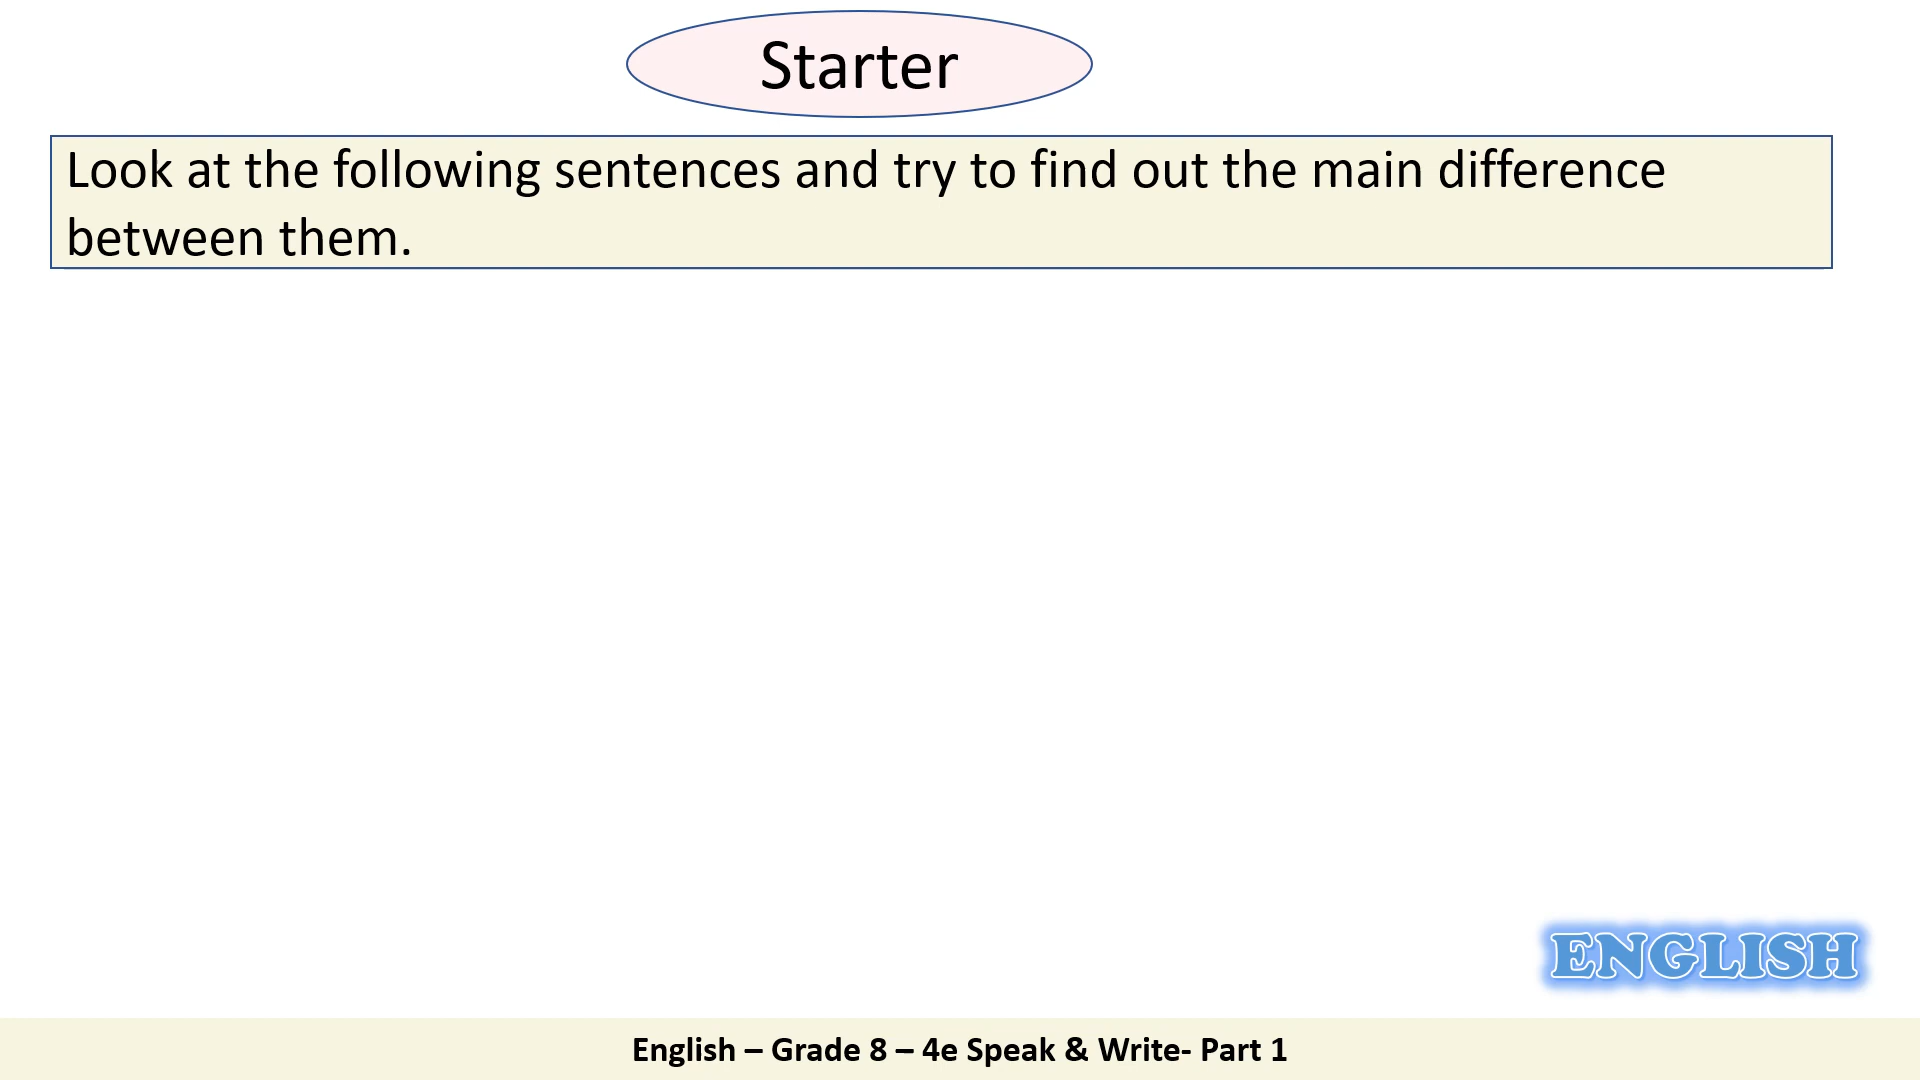 Starter
Look at the following sentences and try to find out the main difference
between them.
ENGLISH
English – Grade 8 – 4e Speak & Write- Part 1